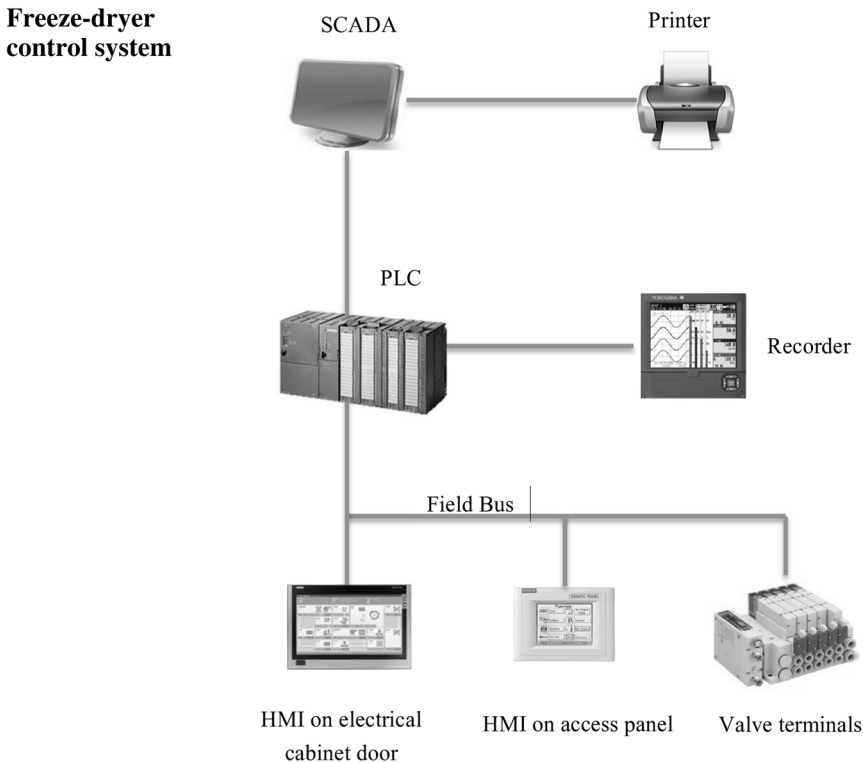 Freeze-dryer
control system
SCADA
Printer
PLC
YOKOGAWA
Recorder
Field Bus
HMI on electrical
cabinet door
HMI on access panel
Valve terminals